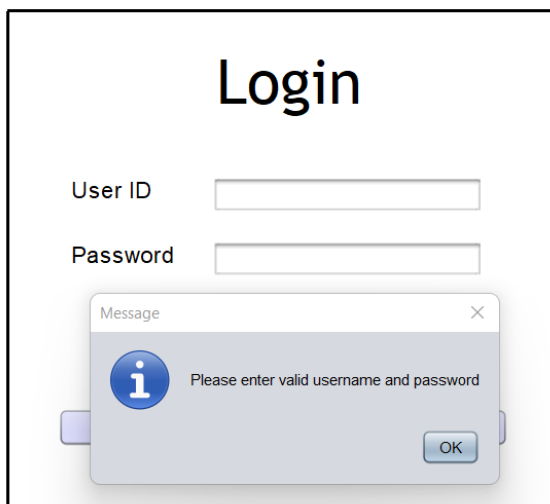 Login
User ID
Password
Message
Please enter valid username and password
OK